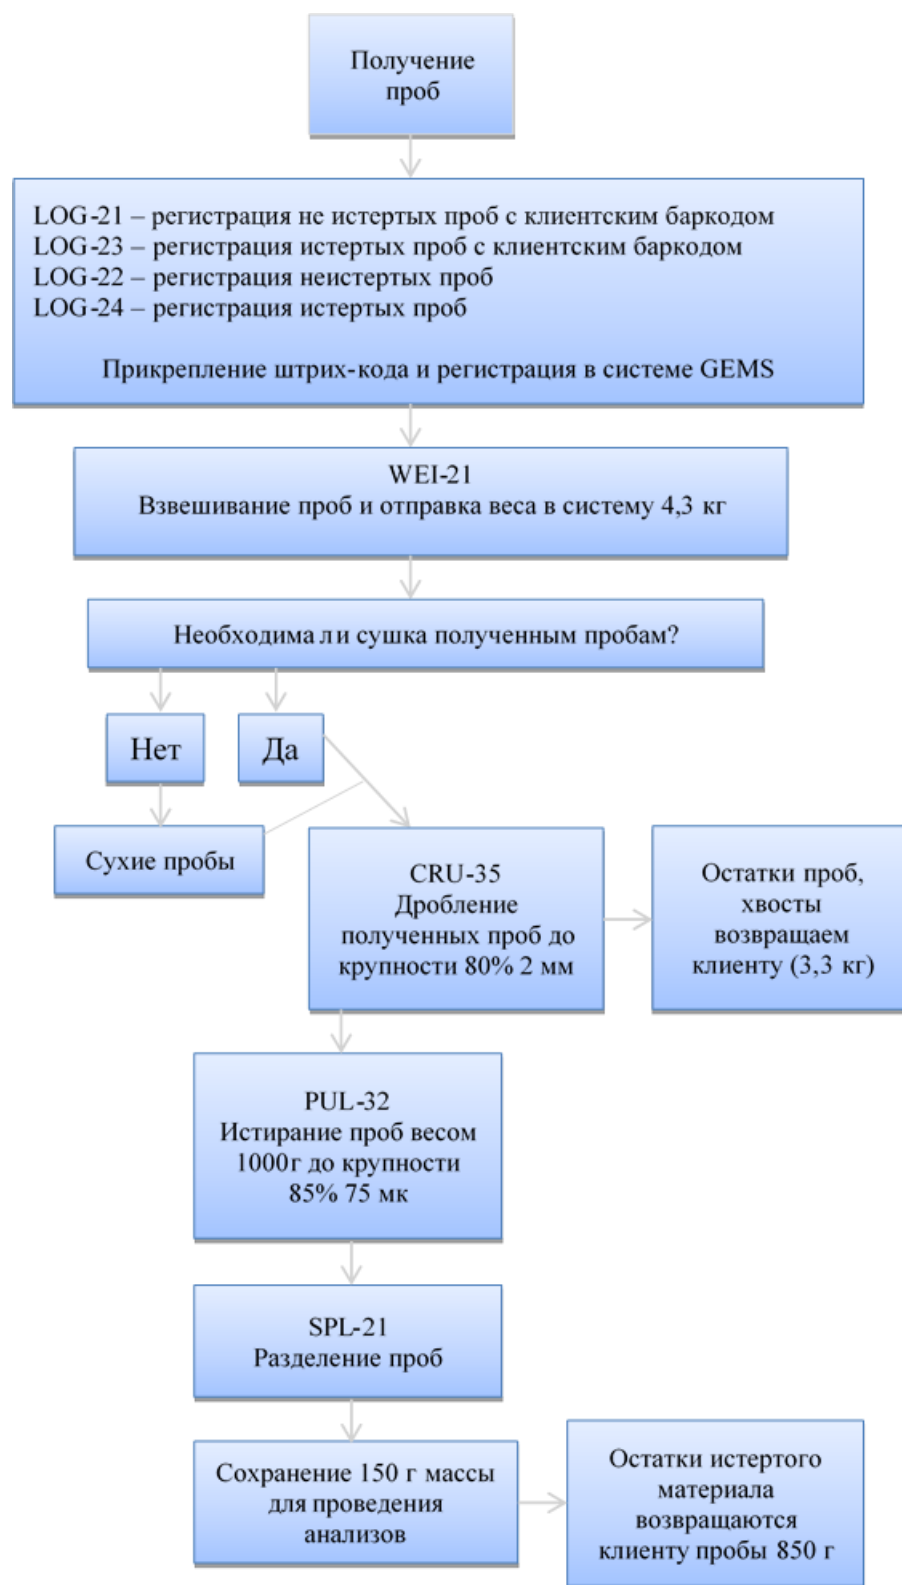 Получение
проб
LOG-21 – регистрация не истертых проб с клиентским баркодом
LOG-23 – регистрация истертых проб с клиентским баркодом
LOG-22 – регистрация неистертых проб
LOG-24 – регистрация истертых проб
Прикрепление штрих-кода и регистрация в системе GEMS
WEI-21
Взвешивание проб и отправка веса в систему 4,3 кг
Необходима ли сушка полученным пробам?
Нет
Да
Сухие пробы
CRU-35
Дробление
полученных проб до
крупности 80% 2 мм
Остатки проб,
хвосты
возвращаем
клиенту (3,3 кг)
PUL-32
Истирание проб весом
1000г до крупности
85% 75 мк
SPL-21
Разделение проб
Сохранение 150 г массы
для проведения
анализов
Остатки истертого
материала
возвращаются
клиенту пробы 850 г